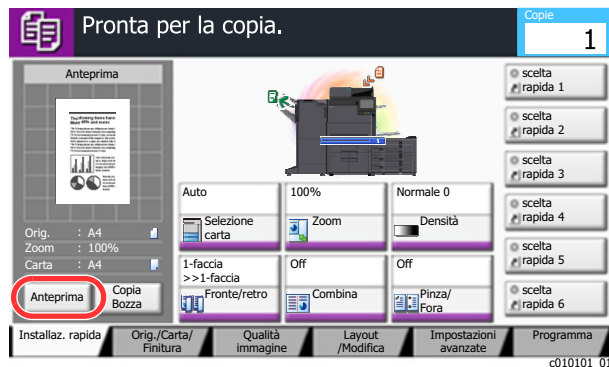 Pronta per la copia.
Copie
1
Anteprima
Orig. : A4
Zoom : 100%
Carta : A4
Anteprima
Copia
Bozza
Auto
Selezione
carta
100%
Zoom
Normale 0
Densità
1-faccia
>>1-faccia
Fronte/retro
Off
Combina
Off
Pinza/
Fora
scelta
rapida 1
scelta
rapida 2
scelta
rapida 3
scelta
rapida 4
scelta
rapida 5
scelta
rapida 6
Installaz. rapida
Orig./Carta/
Finitura
Qualità
immagine
Layout
/Modifica
Impostazioni
avanzate
Programma
c010101_01